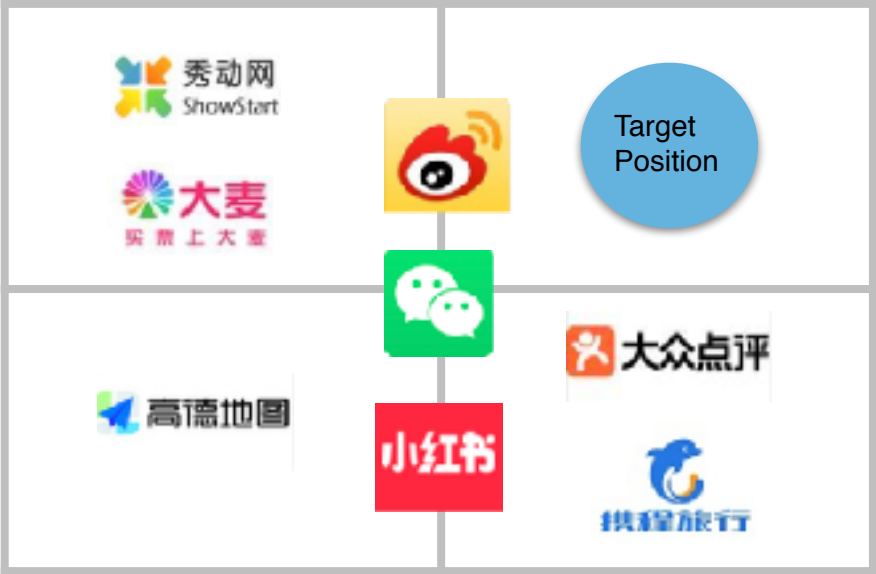 秀动网
ShowStart
大麦
买票上大麦
Target
Position
高德地图
小红书
大众点评
携程旅行